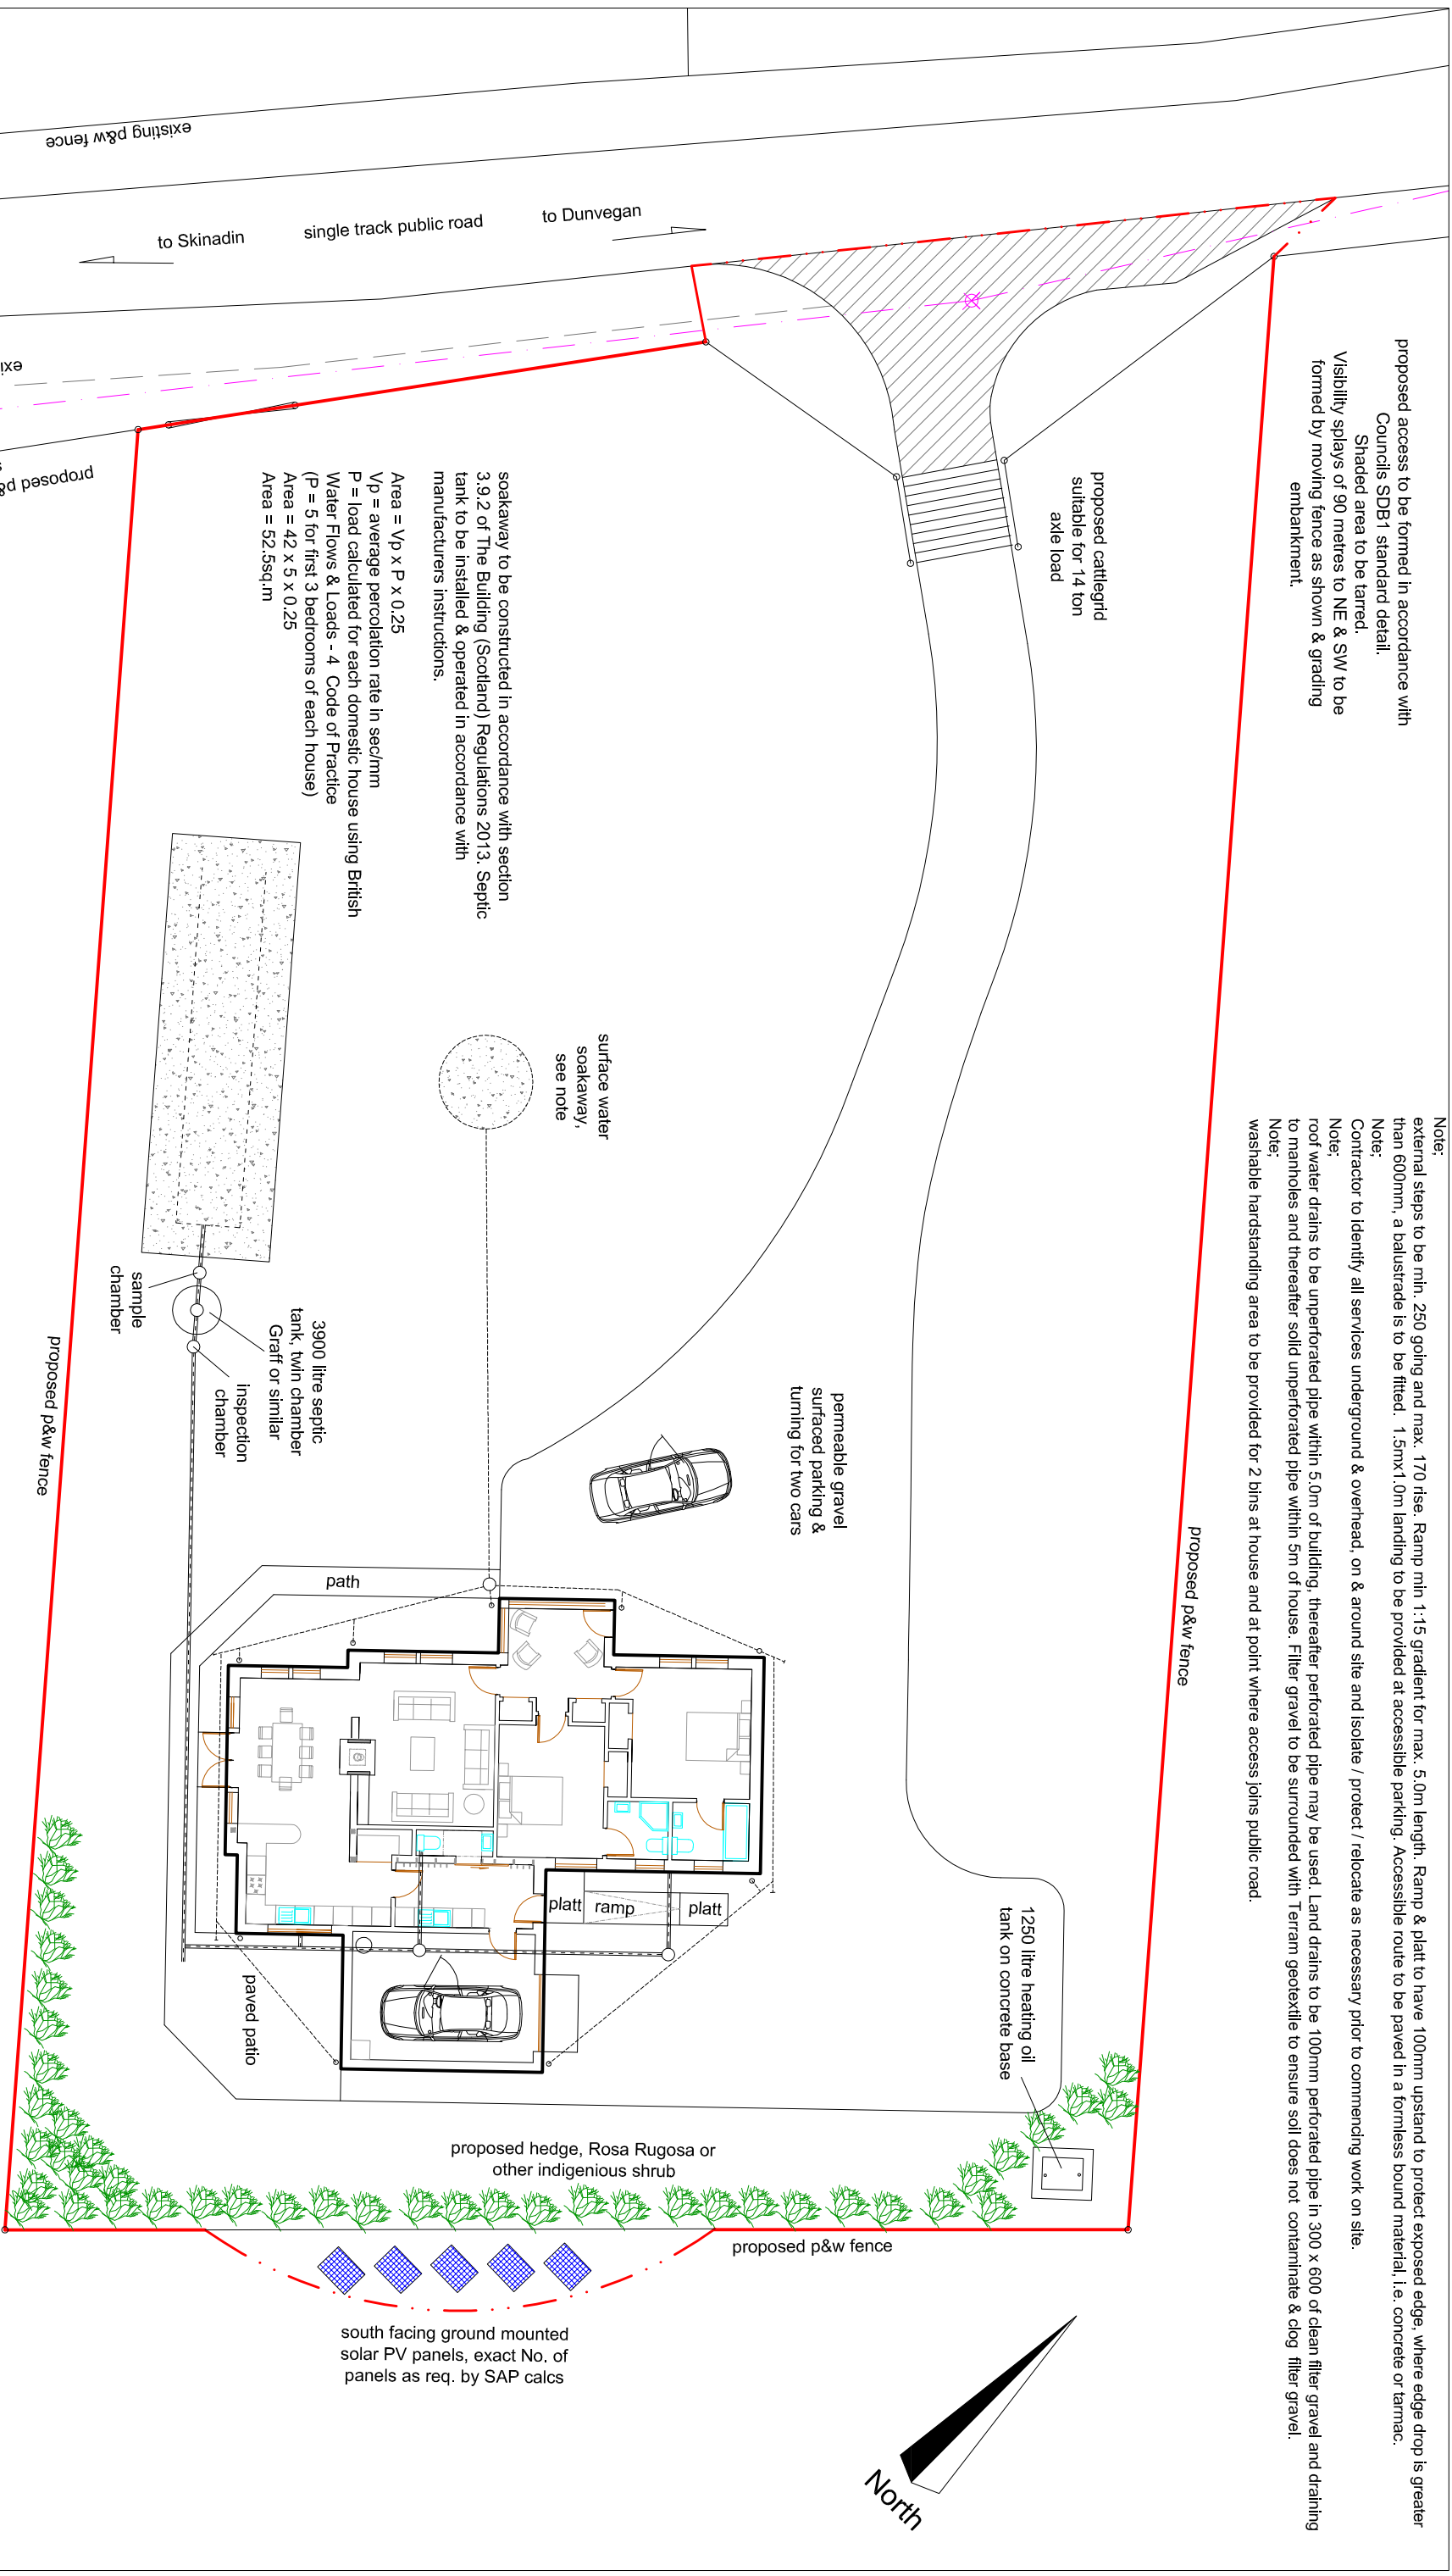 Note;
external steps to be min. 250 going and max. 170 rise. Ramp min 1:15 gradient for max. 5.0m length. Ramp & platt to have 100mm upstand to protect exposed edge, where edge drop is greater
than 600mm, a balustrade is to be fitted. 1.5mx1.0m landing to be provided at accessible parking. Accessible route to be paved in a formless bound material, i.e. concrete or tarmac.
Note;
Contractor to identify all services underground & overhead, on & around site and isolate / protect / relocate as necessary prior to commencing work on site.
Note;
roof water drains to be unperforated pipe within 5.0m of building, thereafter perforated pipe may be used. Land drains to be 100mm perforated pipe in 300 x 600 of clean filter gravel and draining
to manholes and thereafter solid unperforated pipe within 5m of house. Filter gravel to be surrounded with Terram geotextile to ensure soil does not contaminate & clog filter gravel.
Note;
washable hardstanding area to be provided for 2 bins at house and at point where access joins public road.
proposed access to be formed in accordance with
Councils SDB1 standard detail.
Shaded area to be tarred.
Visibility splays of 90 metres to NE & SW to be
formed by moving fence as shown & grading
embankment.
proposed cattlegrid
suitable for 14 ton
axle load
existing p&w fence
to Skinadin
single track public road
to Dunvegan
exi
proposed p&
soakaway to be constructed in accordance with section
3.9.2 of The Building (Scotland) Regulations 2013. Septic
tank to be installed & operated in accordance with
manufacturers instructions.
Area = Vp x P x 0.25
Vp = average percolation rate in sec/mm
P = load calculated for each domestic house using British
Water Flows & Loads - 4 Code of Practice
(P = 5 for first 3 bedrooms of each house)
Area = 42 x 5 x 0.25
Area = 52.5sq.m
surface water
soakaway,
see note
sample
chamber
3900 litre septic
tank, twin chamber
Graff or similar
inspection
chamber
permeable gravel
surfaced parking &
turning for two cars
proposed p&w fence
proposed p&w fence
path
platt
ramp
platt
paved patio
1250 litre heating oil
tank on concrete base
proposed hedge, Rosa Rugosa or
other indigenious shrub
proposed p&w fence
south facing ground mounted
solar PV panels, exact No. of
panels as req. by SAP calcs
North